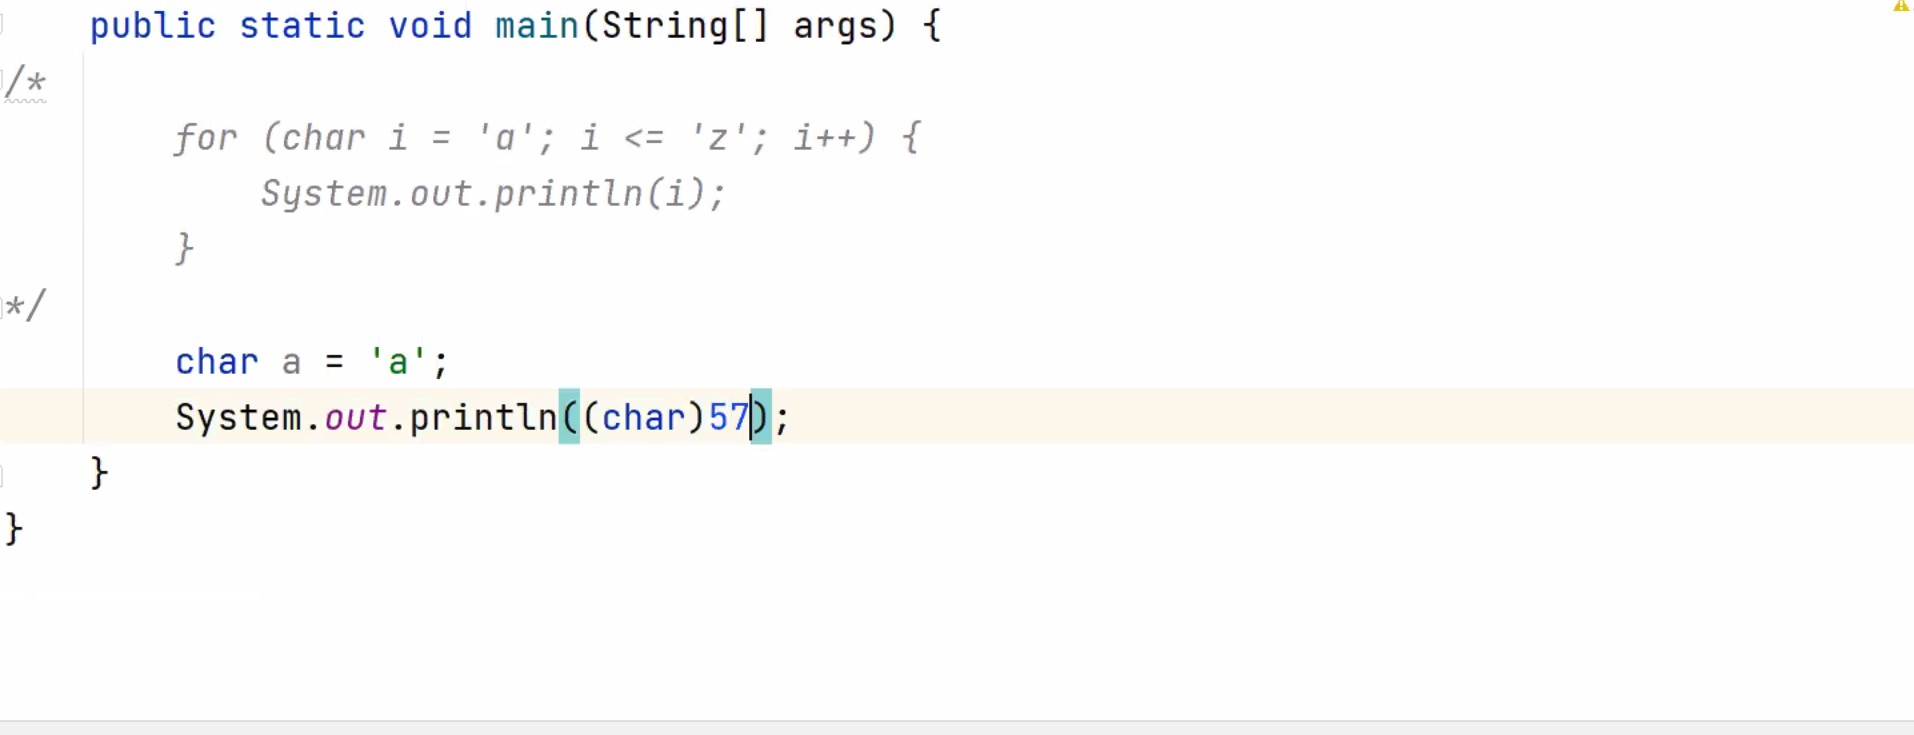 public static void main(String[] args) {
/*
for (char i = 'a'; i <= 'z'; i++) {
System.out.println(i);
}
*/
char a = 'a';
System.out.println((char)57);
}
}